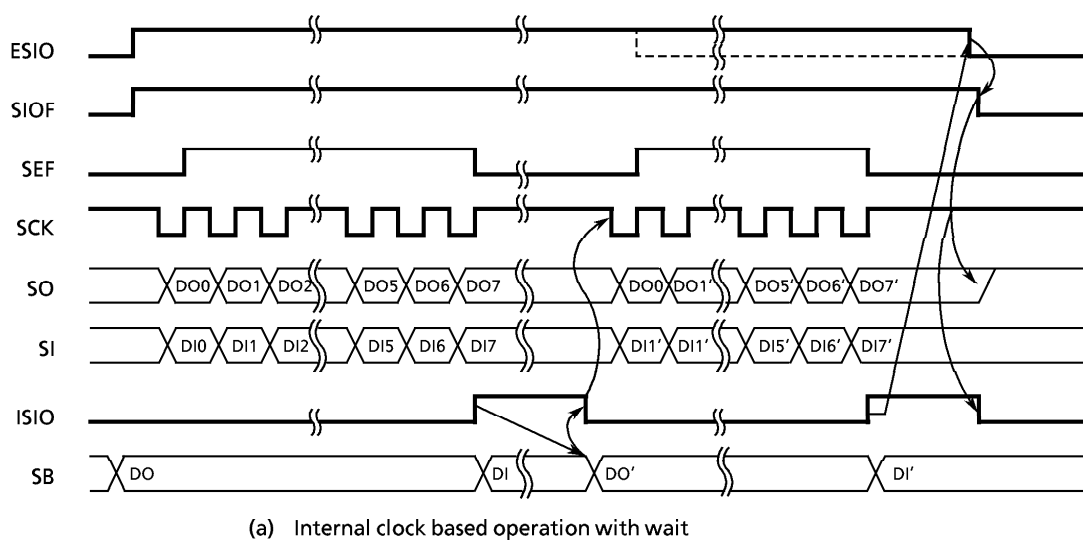 ESIO
SIOF
SEF
SCK
SO DO0 DO1 DO2 DO5 DO6 DO7 DO0 DO1' DO5' DO6' DO7'
SI DI0 DI1 DI2 DI5 DI6 DI7 DI1' DI1' DI5' DI6' DI7'
ISIO
SB DO DI DO' DI'
(a) Internal clock based operation with wait